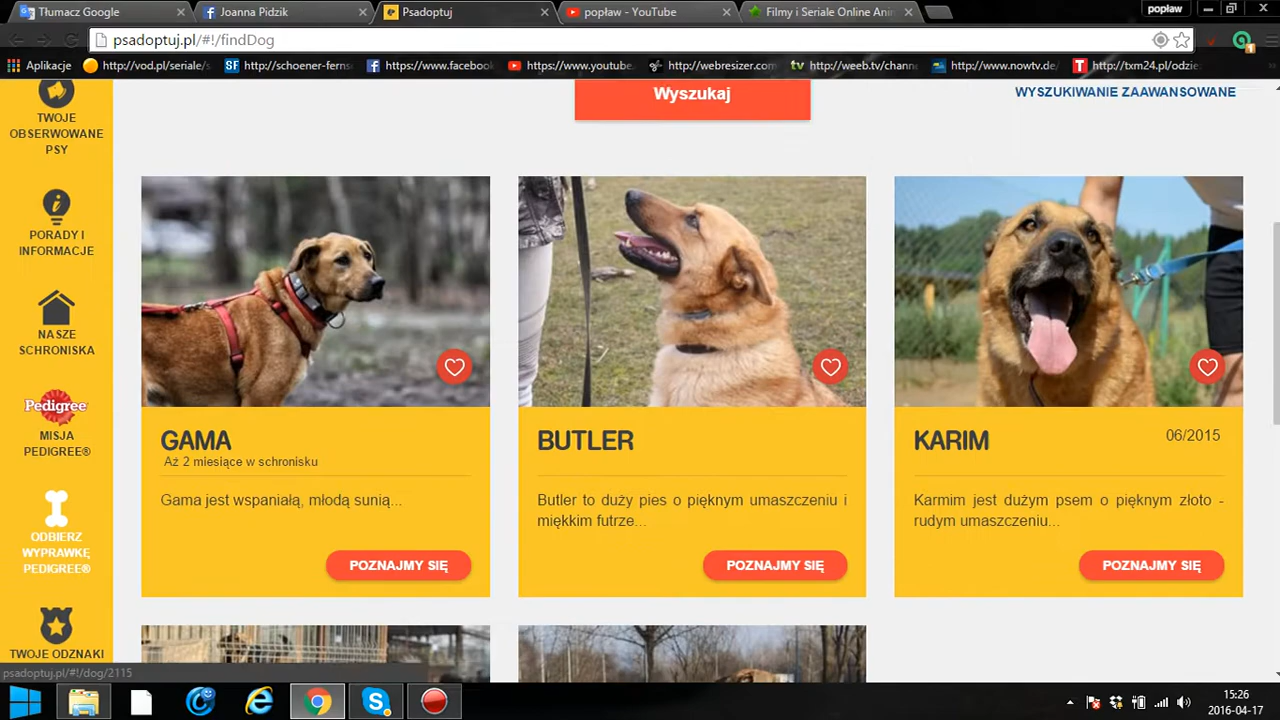 Tłumacz Google
Joanna Pidzik
Psadoptuj
popław - YouTube
Filmy i Seriale Online Ani
popław
psadoptuj.pl/#!/findDog
Aplikacje
http://vod.pl/seriale/s
http://schoener-ferns
https://www.facebook
https://www.youtube.
http://webresizer.com
http://weeb.tv/chann
http://www.nowtv.de/
http://txm24.pl/odzie
TWOJE
OBSERWOWANE
PSY
PORADY I
INFORMACJE
NASZE
SCHRONISKA
Pedigree
MISJA
PEDIGREE®
ODBIERZ
WYPRAWKĘ
PEDIGREE®
TWOJE ODZNAKI
Wyszukaj
WYSZUKIWANIE ZAAWANSOWANE
GAMA
Aż 2 miesiące w schronisku
Gama jest wspaniałą, młodą sunią...
POZNAJMY SIĘ
BUTLER
Butler to duży pies o pięknym umaszczeniu i
miękkim futrze...
POZNAJMY SIĘ
KARIM
06/2015
Karmim jest dużym psem o pięknym złoto -
rudym umaszczeniu...
POZNAJMY SIĘ
psadoptuj.pl/#!/dog/2115
15:26
2016-04-17